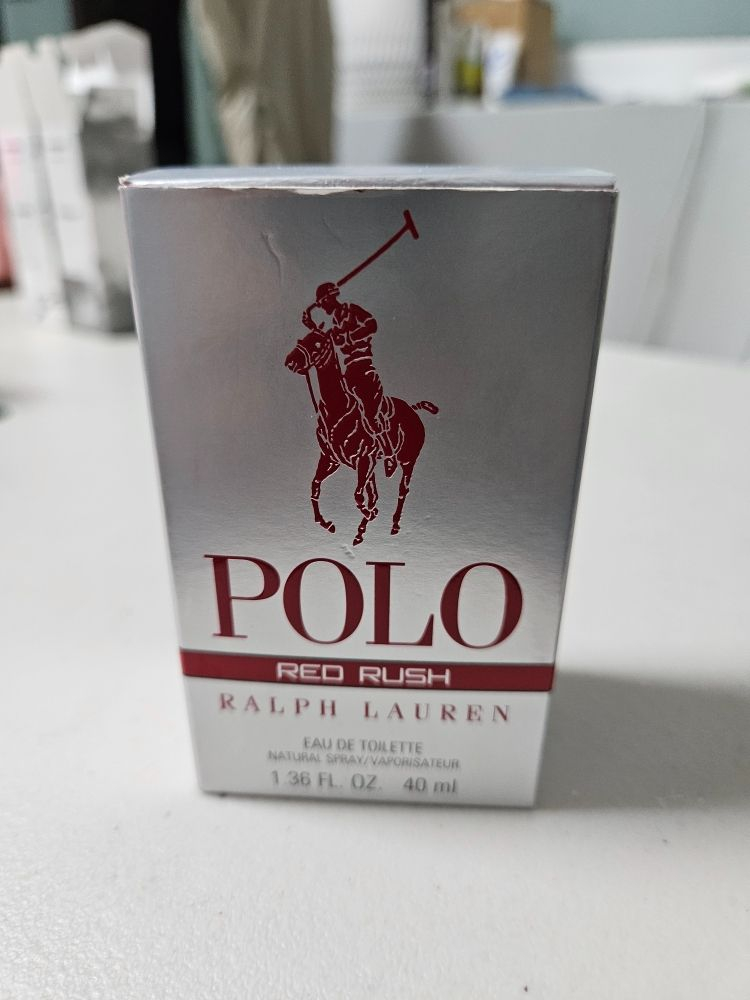 POLO
RED RUSH
RALPH LAUREN
EAU DE TOILETTE
NATURAL SPRAY/VAPORISATEUR
1.36 FL. OZ. 40 ml